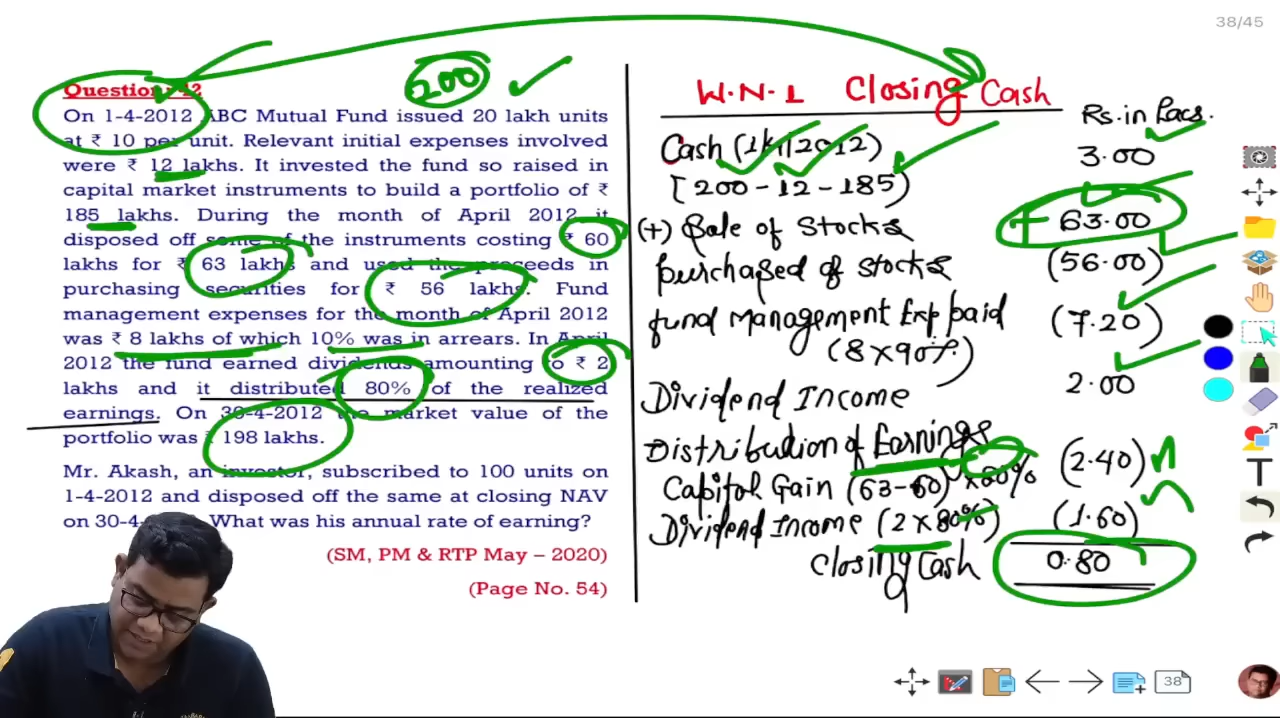 38/45
Question: 12
200
On 1-4-2012 ABC Mutual Fund issued 20 lakh units
at ₹ 10 per unit. Relevant initial expenses involved
were ₹ 12 lakhs. It invested the fund so raised in
capital market instruments to build a portfolio of ₹
185 lakhs. During the month of April 2012 it
disposed off some of the instruments costing ₹ 60
lakhs for ₹ 63 lakhs and used the proceeds in
purchasing securities for ₹ 56 lakhs. Fund
management expenses for the month of April 2012
was ₹ 8 lakhs of which 10% was in arrears. In April
2012 the fund earned dividends amounting to ₹ 2
lakhs and it distributed 80% of the realized
earnings. On 30-4-2012 the market value of the
portfolio was ₹ 198 lakhs.
Mr. Akash, an investor, subscribed to 100 units on
1-4-2012 and disposed off the same at closing NAV
on 30-4- What was his annual rate of earning?
(SM, PM & RTP May – 2020)
(Page No. 54)
W.N-1 Closing Cash
Rs. in Lacs.
Cash (1/4/2012) 3.00
[200-12-185)
(+) Sale of Stocks + 63.00
purchased of stocks (56.00)
fund Management Exp paid (7.20)
(8×90%)
Dividend Income 2.00
Distribution of Earnings
Capital Gain (63-60) ×80% (2.40)
Dividend Income (2×80%) (1.60)
Closing Cash 0.80
T
38